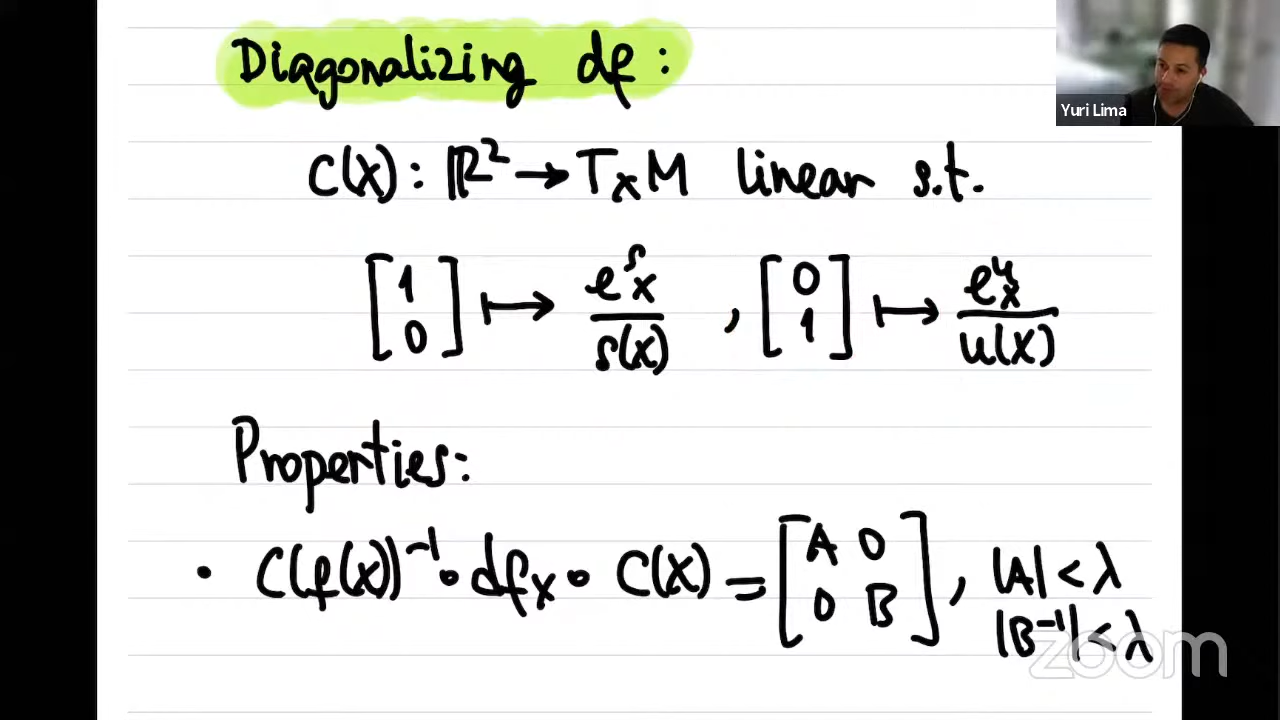 Diagonalizing df:
Yuri Lima
C(x): ℝ² → TₓM linear s.t.
[1 0] ↦ eˢₓ / s(x), [0 1] ↦ eᵘₓ / u(x)
Properties:
• C(f(x))⁻¹ ∘ dfₓ ∘ C(x) = [A 0; 0 B], |A| < λ
|B⁻¹| < λ
zoom